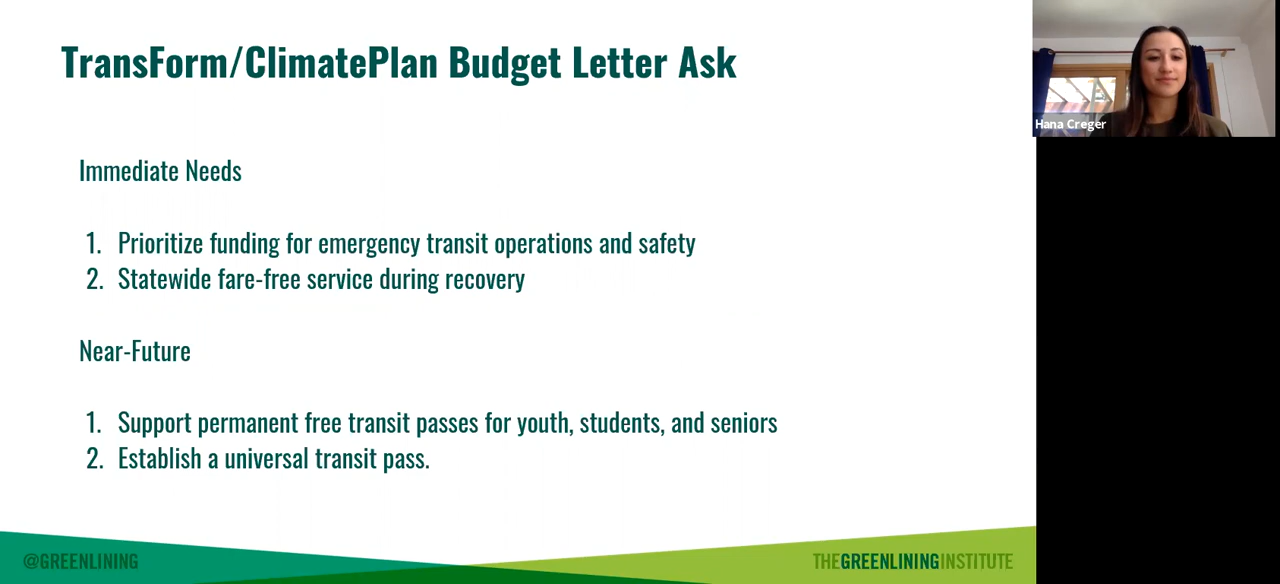 TransForm/ClimatePlan Budget Letter Ask
Hana Creger
Immediate Needs
1. Prioritize funding for emergency transit operations and safety
2. Statewide fare-free service during recovery
Near-Future
1. Support permanent free transit passes for youth, students, and seniors
2. Establish a universal transit pass.
@GREENLINING
THEGREENLININGINSTITUTE